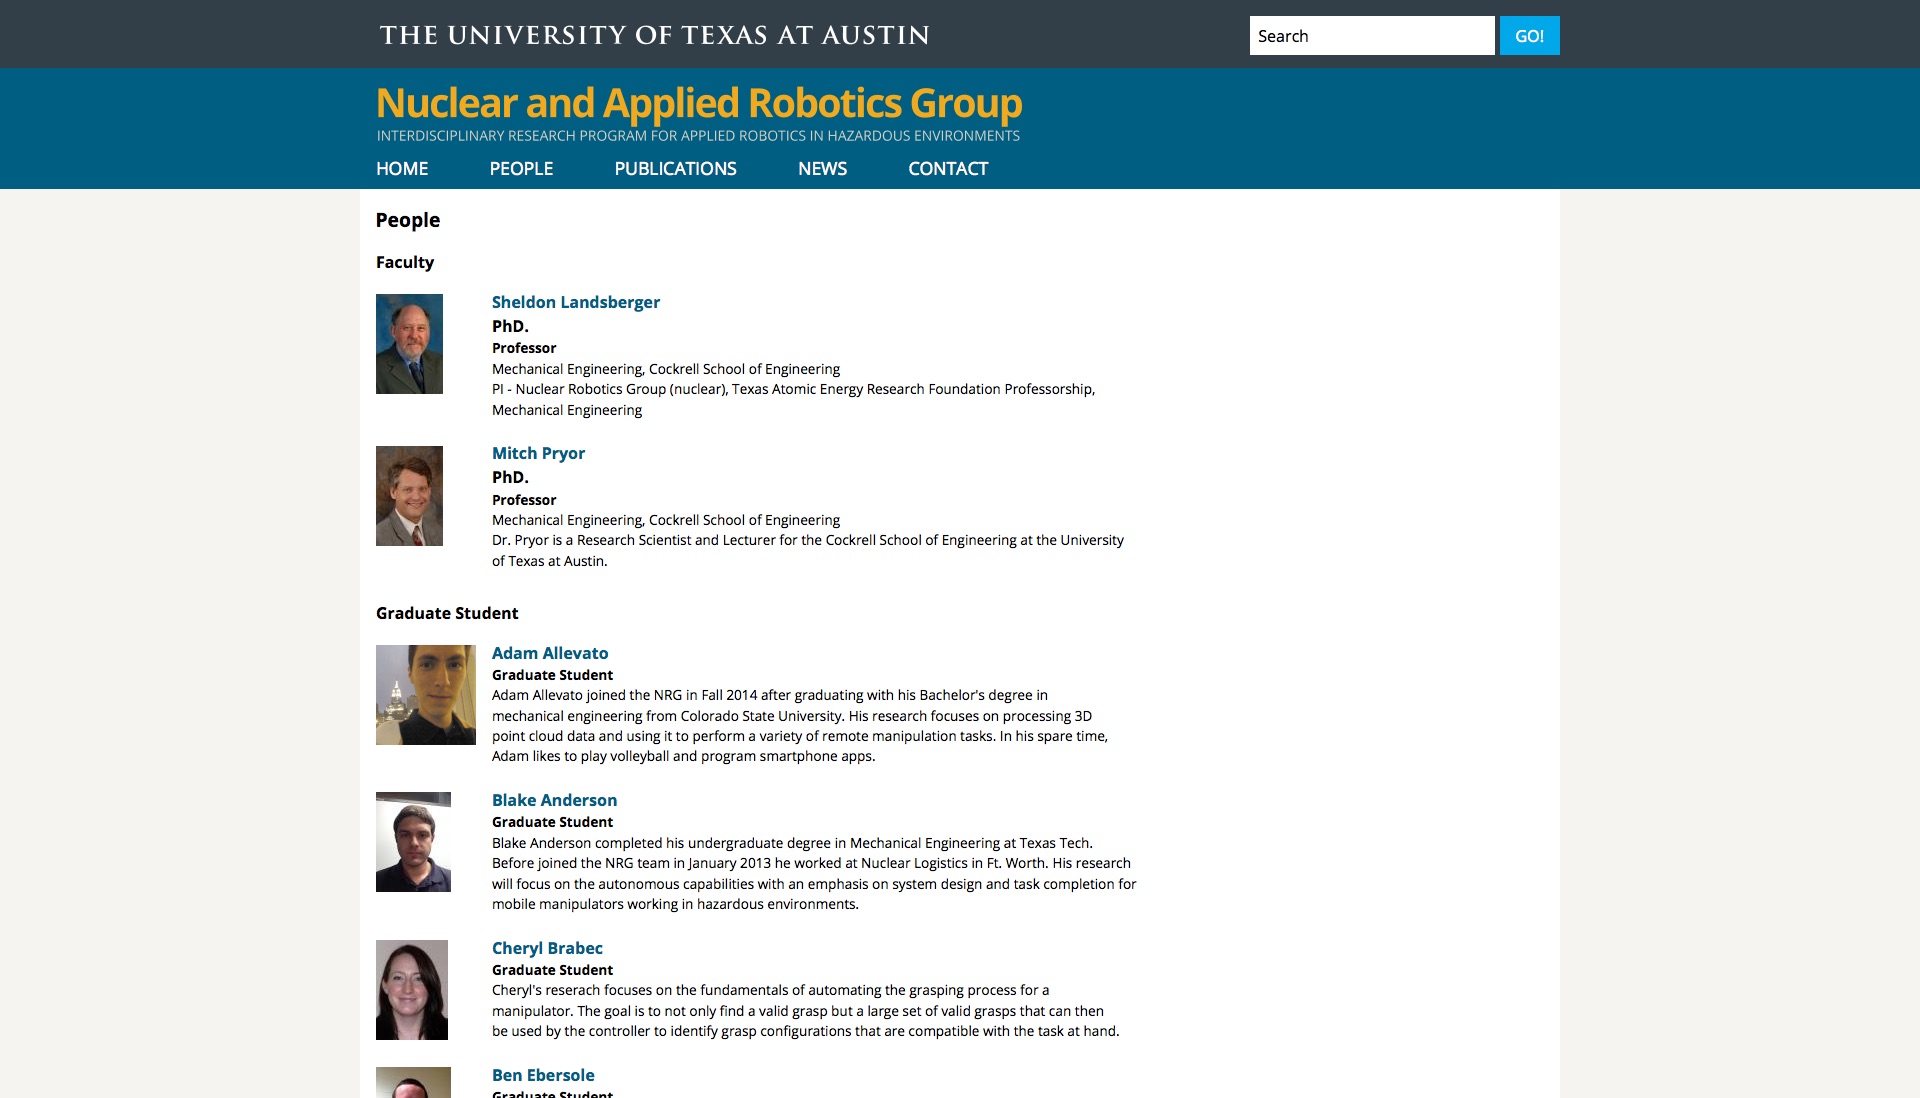 THE UNIVERSITY OF TEXAS AT AUSTIN
Search
GO!
Nuclear and Applied Robotics Group
INTERDISCIPLINARY RESEARCH PROGRAM FOR APPLIED ROBOTICS IN HAZARDOUS ENVIRONMENTS
HOME PEOPLE PUBLICATIONS NEWS CONTACT
People
Faculty
Sheldon Landsberger
PhD.
Professor
Mechanical Engineering, Cockrell School of Engineering
PI - Nuclear Robotics Group (nuclear), Texas Atomic Energy Research Foundation Professorship,
Mechanical Engineering
Mitch Pryor
PhD.
Professor
Mechanical Engineering, Cockrell School of Engineering
Dr. Pryor is a Research Scientist and Lecturer for the Cockrell School of Engineering at the University
of Texas at Austin.
Graduate Student
Adam Allevato
Graduate Student
Adam Allevato joined the NRG in Fall 2014 after graduating with his Bachelor's degree in
mechanical engineering from Colorado State University. His research focuses on processing 3D
point cloud data and using it to perform a variety of remote manipulation tasks. In his spare time,
Adam likes to play volleyball and program smartphone apps.
Blake Anderson
Graduate Student
Blake Anderson completed his undergraduate degree in Mechanical Engineering at Texas Tech.
Before joined the NRG team in January 2013 he worked at Nuclear Logistics in Ft. Worth. His research
will focus on the autonomous capabilities with an emphasis on system design and task completion for
mobile manipulators working in hazardous environments.
Cheryl Brabec
Graduate Student
Cheryl's reserach focuses on the fundamentals of automating the grasping process for a
manipulator. The goal is to not only find a valid grasp but a large set of valid grasps that can then
be used by the controller to identify grasp configurations that are compatible with the task at hand.
Ben Ebersole
Graduate Student